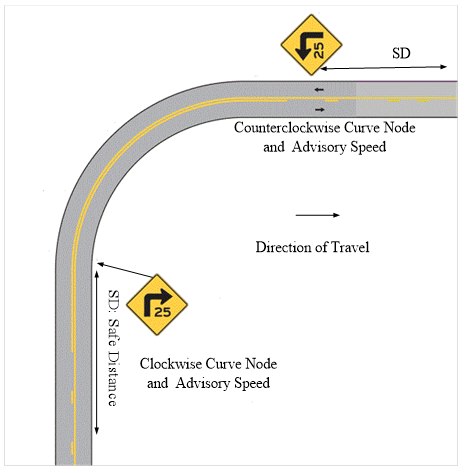 25
SD
Counterclockwise Curve Node
and Advisory Speed
Direction of Travel
25
SD: Safe Distance
Clockwise Curve Node
and Advisory Speed